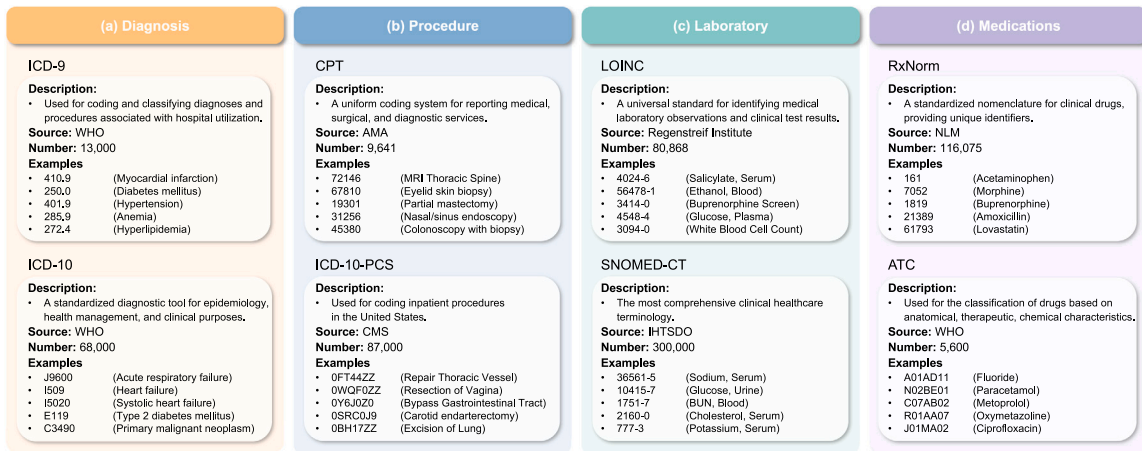 (a) Diagnosis
ICD-9
Description:
• Used for coding and classifying diagnoses and
procedures associated with hospital utilization.
Source: WHO
Number: 13,000
Examples
• 410.9 (Myocardial infarction)
• 250.0 (Diabetes mellitus)
• 401.9 (Hypertension)
• 285.9 (Anemia)
• 272.4 (Hyperlipidemia)
ICD-10
Description:
• A standardized diagnostic tool for epidemiology,
health management, and clinical purposes.
Source: WHO
Number: 68,000
Examples
• J9600 (Acute respiratory failure)
• I509 (Heart failure)
• I5020 (Systolic heart failure)
• E119 (Type 2 diabetes mellitus)
• C3490 (Primary malignant neoplasm)
(b) Procedure
CPT
Description:
• A uniform coding system for reporting medical,
surgical, and diagnostic services.
Source: AMA
Number: 9,641
Examples
• 72146 (MRI Thoracic Spine)
• 67810 (Eyelid skin biopsy)
• 19301 (Partial mastectomy)
• 31256 (Nasal/sinus endoscopy)
• 45380 (Colonoscopy with biopsy)
ICD-10-PCS
Description:
• Used for coding inpatient procedures
in the United States.
Source: CMS
Number: 87,000
Examples
• 0FT44ZZ (Repair Thoracic Vessel)
• 0WQF0ZZ (Resection of Vagina)
• 0Y6J0Z0 (Bypass Gastrointestinal Tract)
• 0SRC0J9 (Carotid endarterectomy)
• 0BH17ZZ (Excision of Lung)
(c) Laboratory
LOINC
Description:
• A universal standard for identifying medical
laboratory observations and clinical test results.
Source: Regenstreif Institute
Number: 80,868
Examples
• 4024-6 (Salicylate, Serum)
• 56478-1 (Ethanol, Blood)
• 3414-0 (Buprenorphine Screen)
• 4548-4 (Glucose, Plasma)
• 3094-0 (White Blood Cell Count)
SNOMED-CT
Description:
• The most comprehensive clinical healthcare
terminology.
Source: IHTSDO
Number: 300,000
Examples
• 36561-5 (Sodium, Serum)
• 10415-7 (Glucose, Urine)
• 1751-7 (BUN, Blood)
• 2160-0 (Cholesterol, Serum)
• 777-3 (Potassium, Serum)
(d) Medications
RxNorm
Description:
• A standardized nomenclature for clinical drugs,
providing unique identifiers.
Source: NLM
Number: 116,075
Examples
• 161 (Acetaminophen)
• 7052 (Morphine)
• 1819 (Buprenorphine)
• 21389 (Amoxicillin)
• 61793 (Lovastatin)
ATC
Description:
• Used for the classification of drugs based on
anatomical, therapeutic, chemical characteristics.
Source: WHO
Number: 5,600
Examples
• A01AD11 (Fluoride)
• N02BE01 (Paracetamol)
• C07AB02 (Metoprolol)
• R01AA07 (Oxymetazoline)
• J01MA02 (Ciprofloxacin)